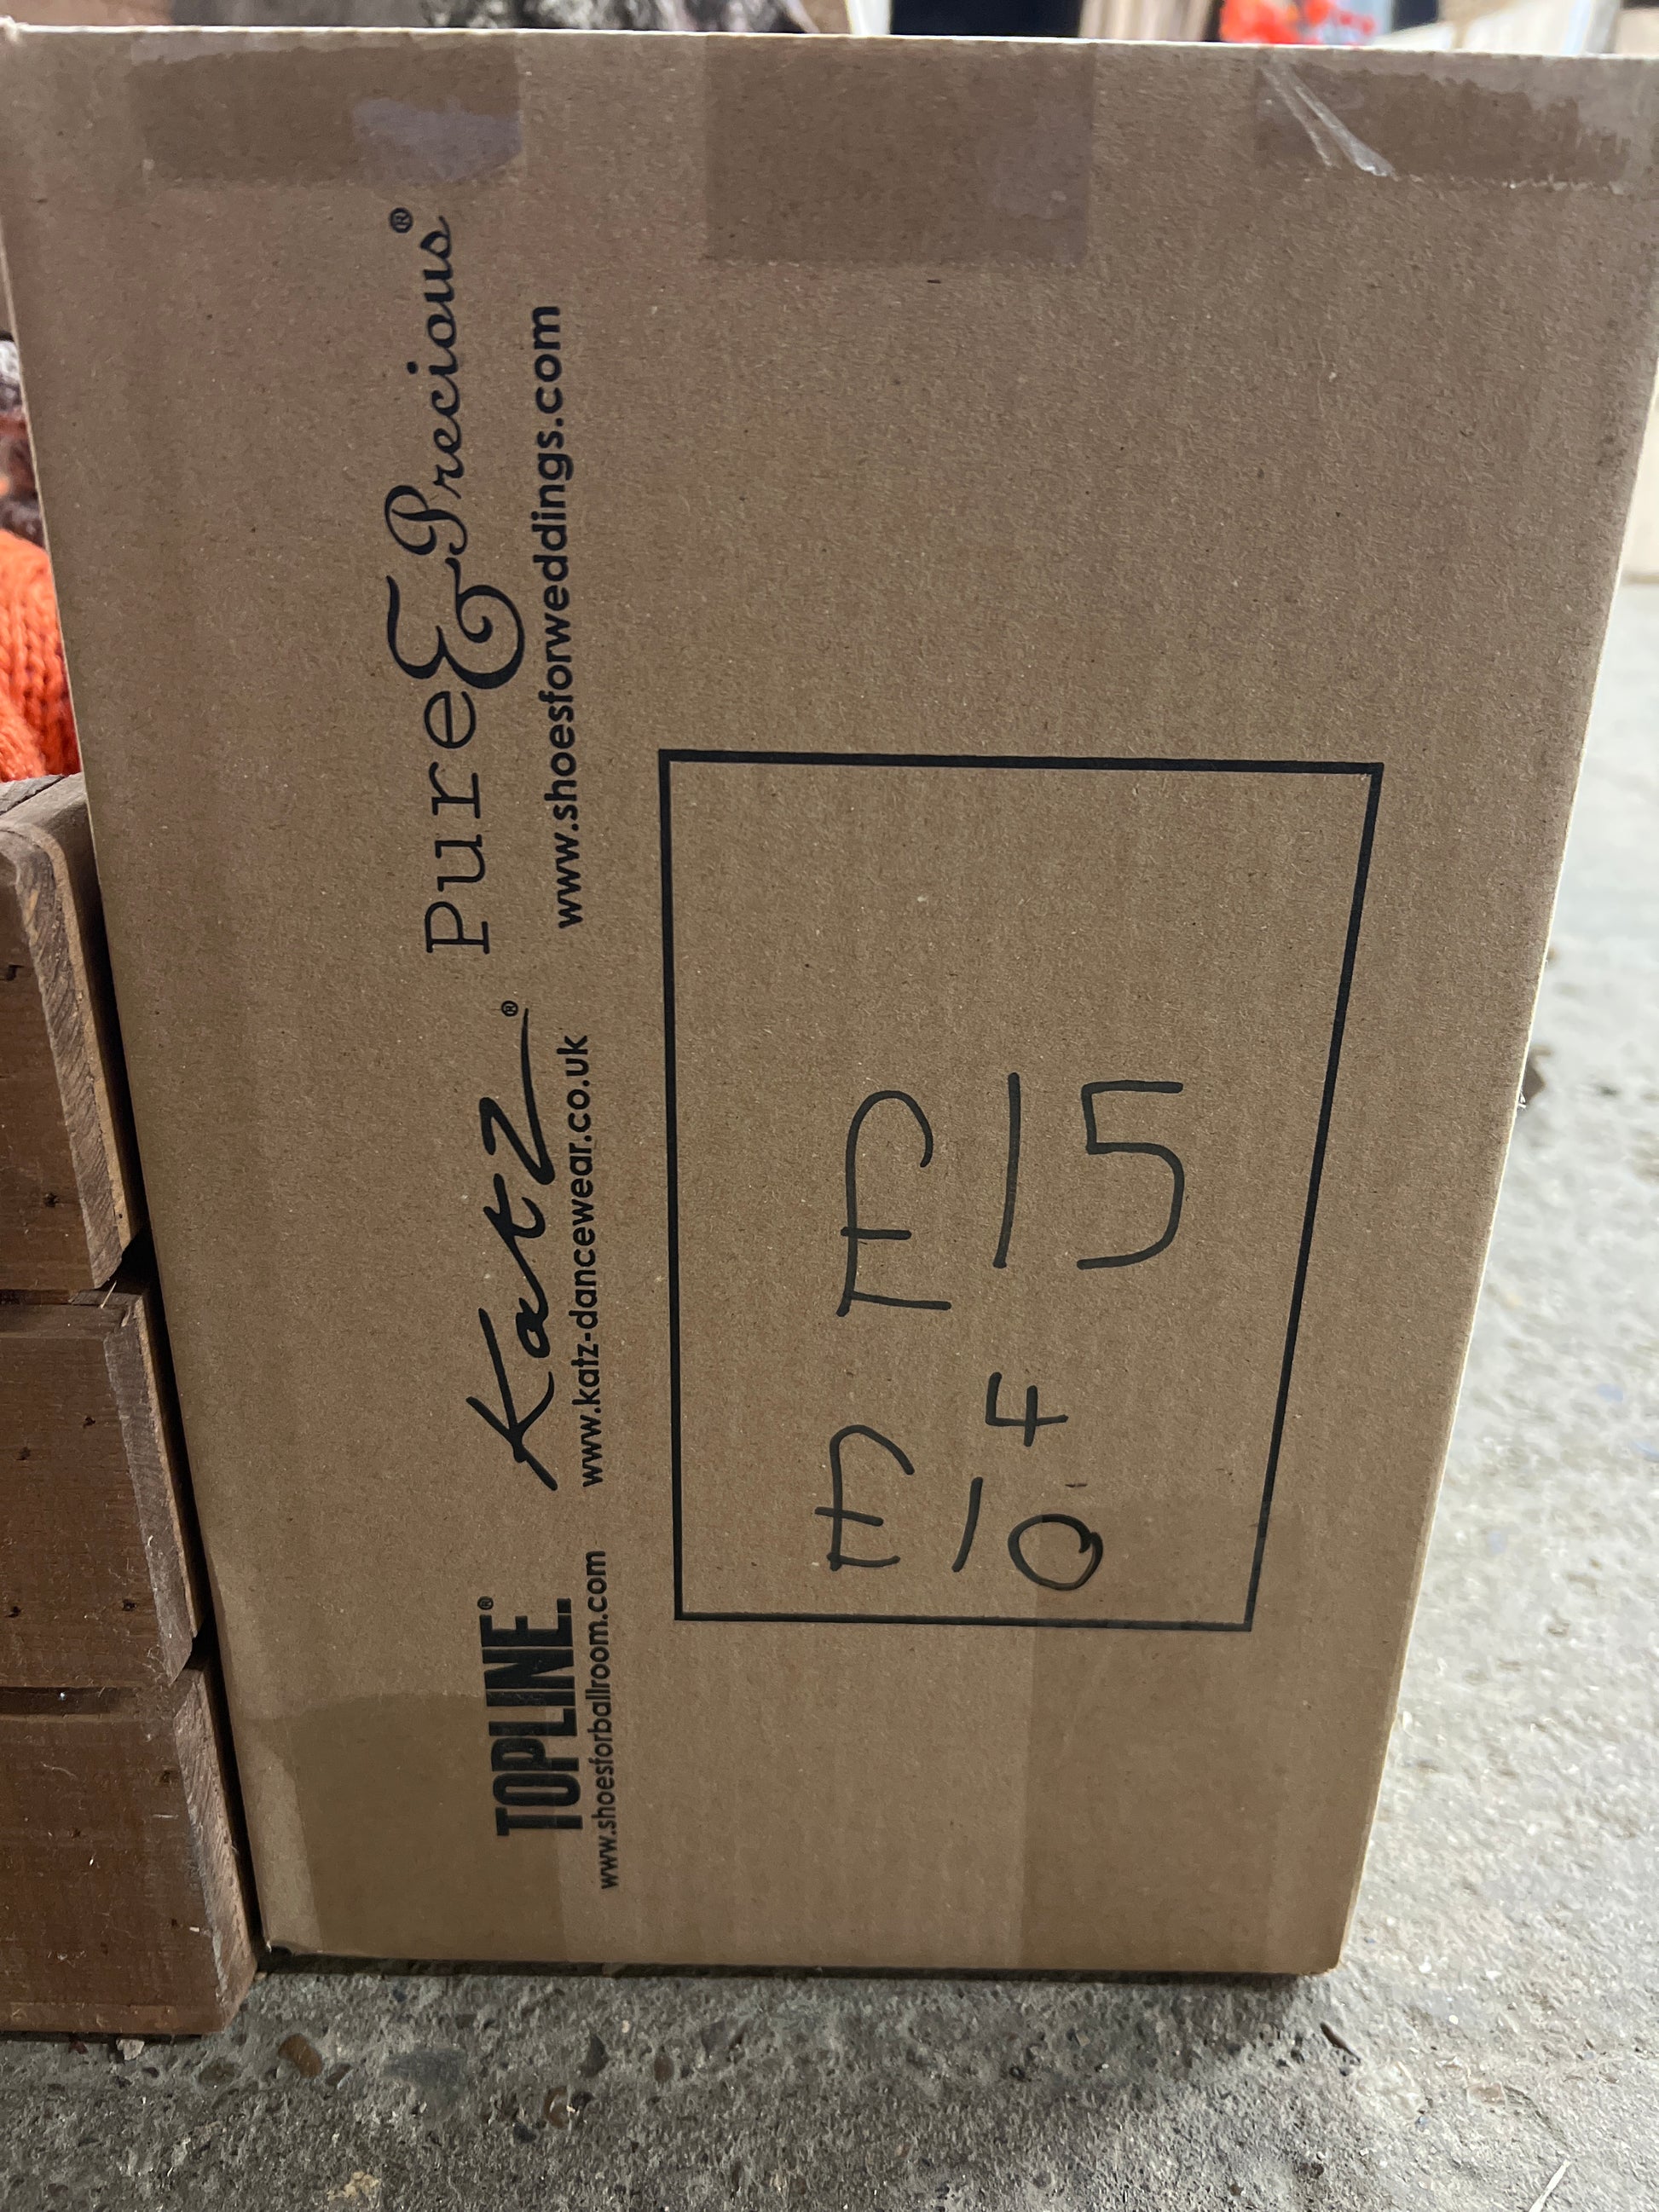 TOPLINE® Katz® Pure & Precious®
www.shoesforballroom.com www.katz-dancewear.co.uk www.shoesforweddings.com
£15
4
£10